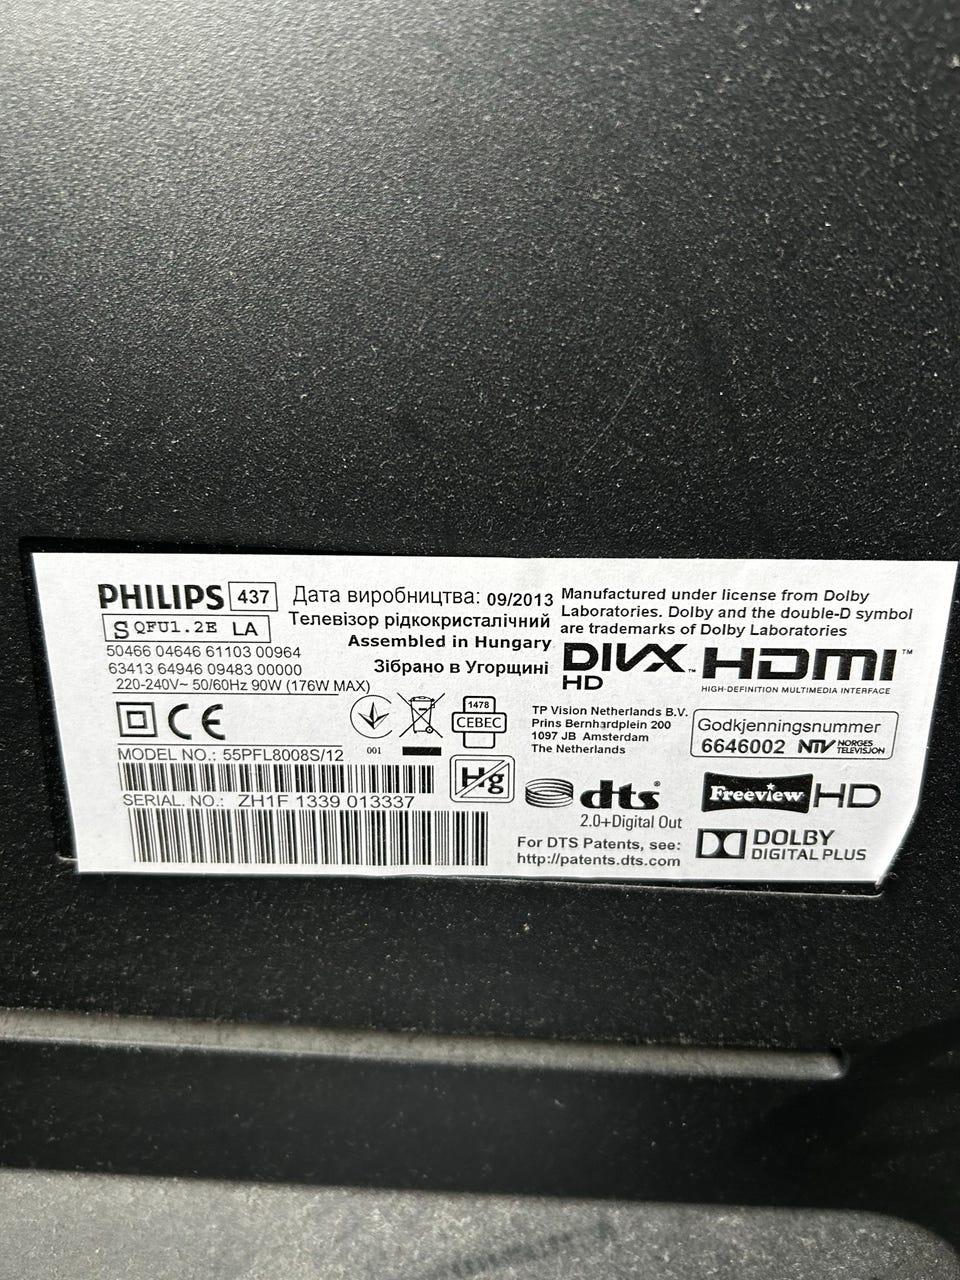 PHILIPS 437
S QFU1.2E LA
50466 04646 61103 00964
63413 64946 09483 00000
220-240V~ 50/60Hz 90W (176W MAX)
Дата виробництва: 09/2013
Телевізор рідкокристалічний
Assembled in Hungary
Зібрано в Угорщині
Manufactured under license from Dolby
Laboratories. Dolby and the double-D symbol
are trademarks of Dolby Laboratories
DIVX™
HD
HDMI™
HIGH-DEFINITION MULTIMEDIA INTERFACE
CE
001
1478
CEBEC
TP Vision Netherlands B.V.
Prins Bernhardplein 200
1097 JB Amsterdam
The Netherlands
Godkjenningsnummer
6646002 NTV NORGES
TELEVISJON
MODEL NO.: 55PFL8008S/12
Hg
SERIAL. NO.: ZH1F 1339 013337
dts®
2.0+Digital Out
For DTS Patents, see:
http://patents.dts.com
Freeview HD
DOLBY
DIGITAL PLUS